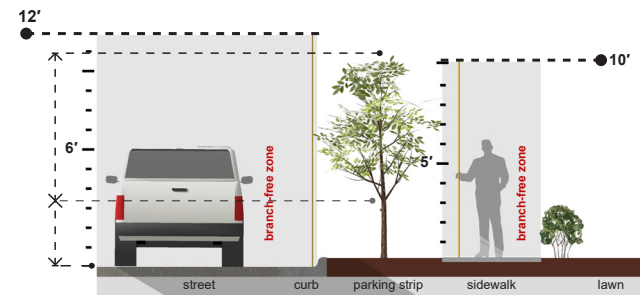 12′
10′
6′
5′
branch-free zone
branch-free zone
street
curb
parking strip
sidewalk
lawn